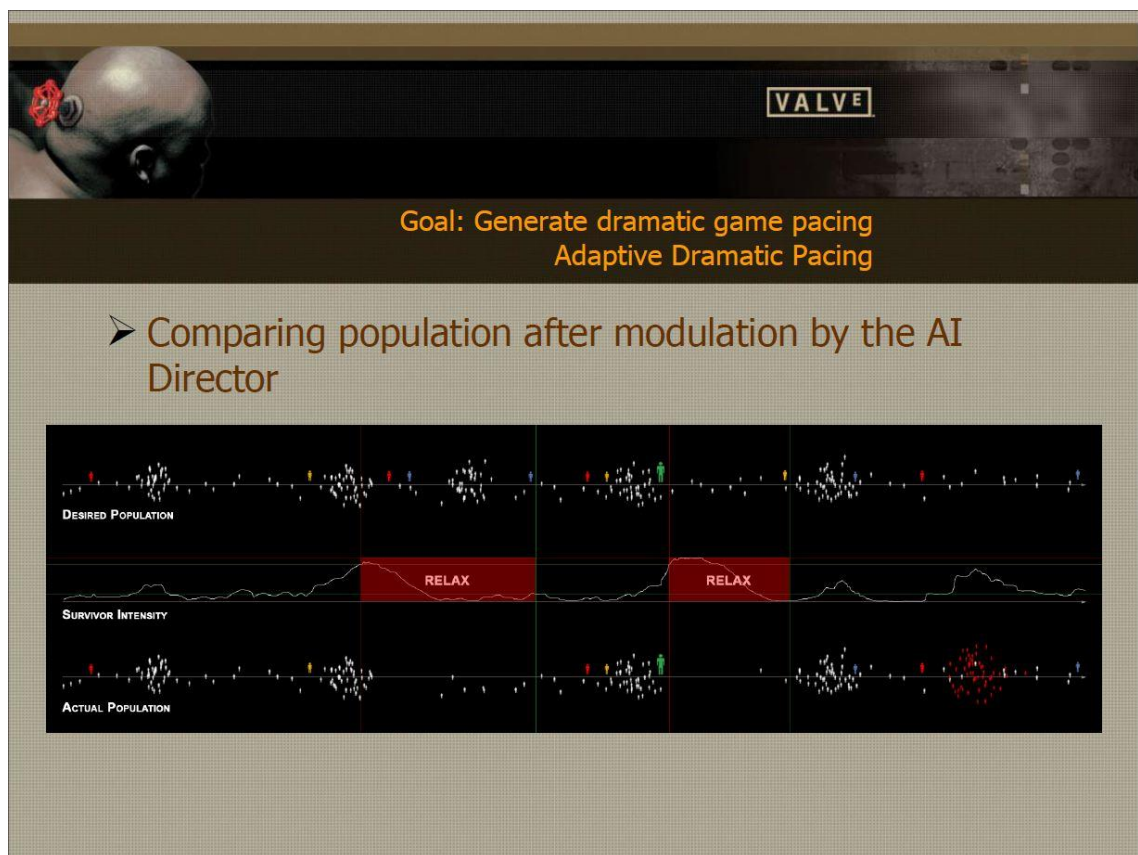 VALVE
Goal: Generate dramatic game pacing
Adaptive Dramatic Pacing
Comparing population after modulation by the AI
Director
DESIRED POPULATION
RELAX
RELAX
SURVIVOR INTENSITY
ACTUAL POPULATION